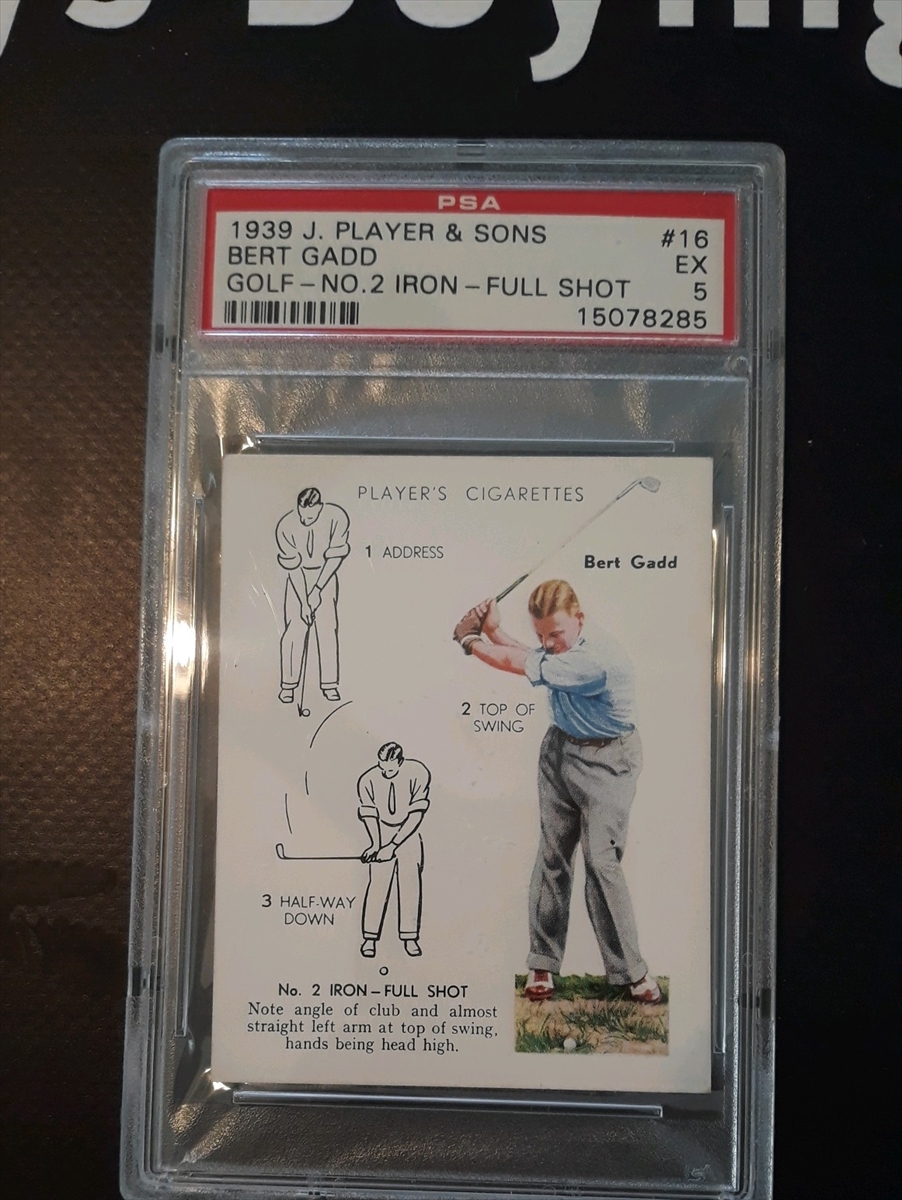 ys Buying
PSA
1939 J. PLAYER & SONS #16
BERT GADD EX
GOLF – NO.2 IRON – FULL SHOT 5
15078285
PLAYER'S CIGARETTES
1 ADDRESS
Bert Gadd
2 TOP OF
SWING
3 HALF-WAY
DOWN
No. 2 IRON – FULL SHOT
Note angle of club and almost
straight left arm at top of swing,
hands being head high.